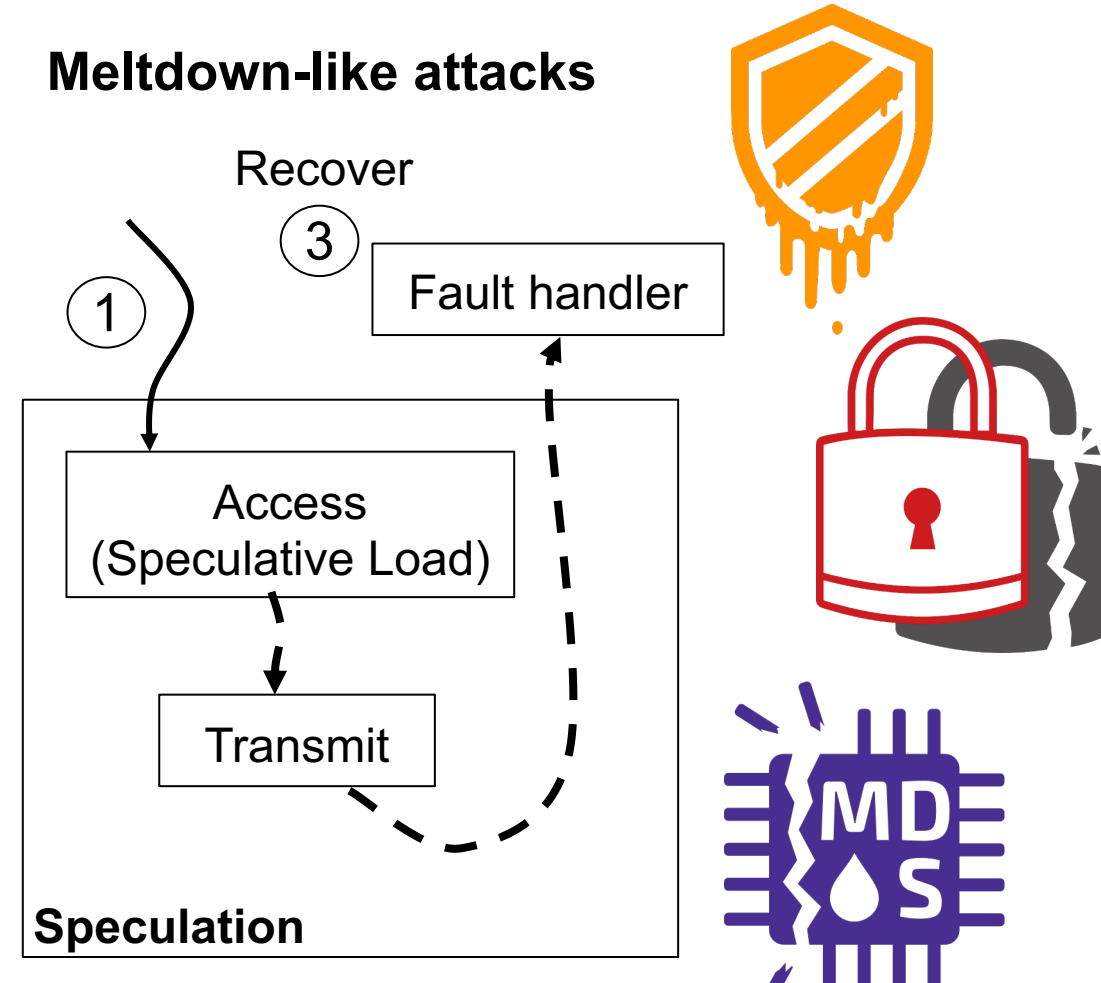 Meltdown-like attacks
Recover
3
1
Fault handler
Access
(Speculative Load)
Transmit
Speculation
MD
S